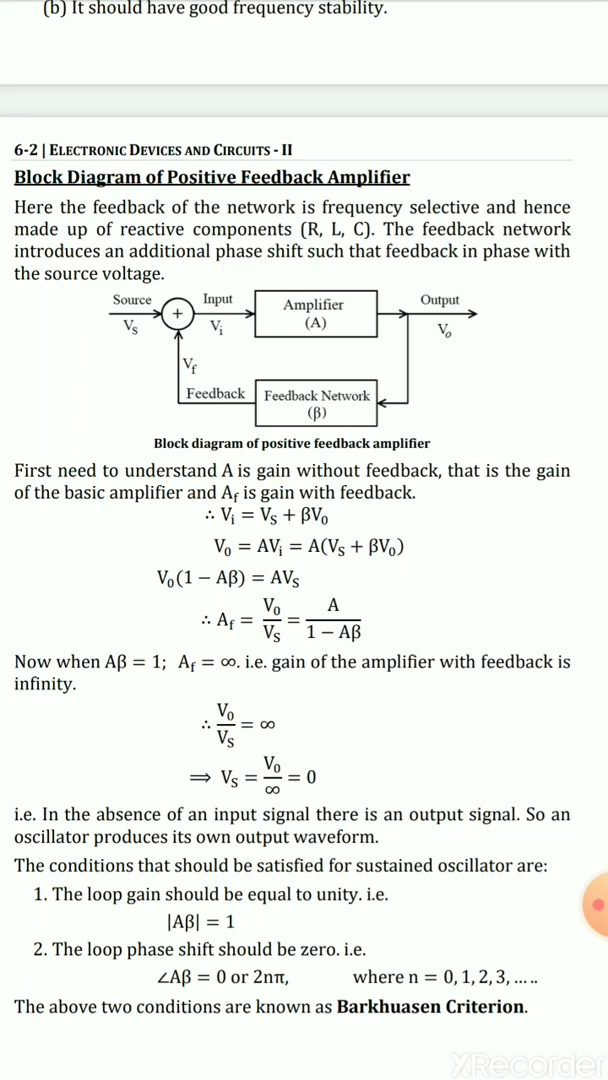 (b) It should have good frequency stability.
6-2 | ELECTRONIC DEVICES AND CIRCUITS - II
Block Diagram of Positive Feedback Amplifier
Here the feedback of the network is frequency selective and hence
made up of reactive components (R, L, C). The feedback network
introduces an additional phase shift such that feedback in phase with
the source voltage.
Source
Input
Amplifier
(A)
Output
Vs
+
Vi
Vo
Vf
Feedback
Feedback Network
(β)
Block diagram of positive feedback amplifier
First need to understand A is gain without feedback, that is the gain
of the basic amplifier and Af is gain with feedback.
∴ Vi = VS + βV0
V0 = AVi = A(VS + βV0)
V0(1 − Aβ) = AVS
∴ Af = V0/VS = A/(1 − Aβ)
Now when Aβ = 1; Af = ∞. i.e. gain of the amplifier with feedback is
infinity.
∴ V0/VS = ∞
⟹ VS = V0/∞ = 0
i.e. In the absence of an input signal there is an output signal. So an
oscillator produces its own output waveform.
The conditions that should be satisfied for sustained oscillator are:
1. The loop gain should be equal to unity. i.e.
|Aβ| = 1
2. The loop phase shift should be zero. i.e.
∠Aβ = 0 or 2nπ, where n = 0, 1, 2, 3, ... ..
The above two conditions are known as Barkhuasen Criterion.
XRecorder